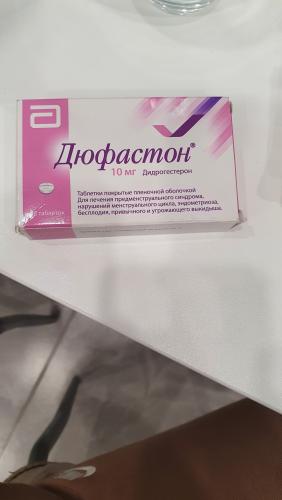 Дюфастон®
10 мг Дидрогестерон
Таблетки покрытые пленочной оболочкой
Для лечения предменструального синдрома,
нарушений менструального цикла, эндометриоза,
бесплодия, привычного и угрожающего выкидыша.
таблеток